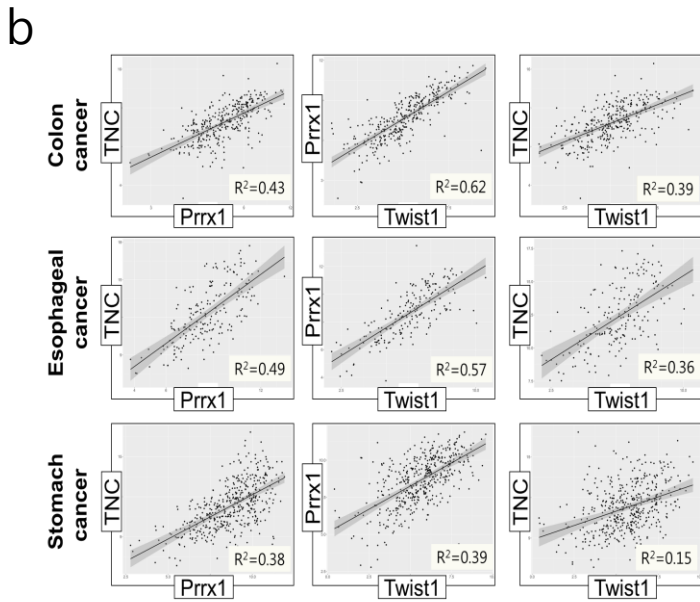 b
Colon
cancer
TNC
R²=0.43
Prrx1
Prrx1
R²=0.62
Twist1
TNC
R²=0.39
Twist1
Esophageal
cancer
TNC
R²=0.49
Prrx1
Prrx1
R²=0.57
Twist1
TNC
R²=0.36
Twist1
Stomach
cancer
TNC
R²=0.38
Prrx1
Prrx1
R²=0.39
Twist1
TNC
R²=0.15
Twist1